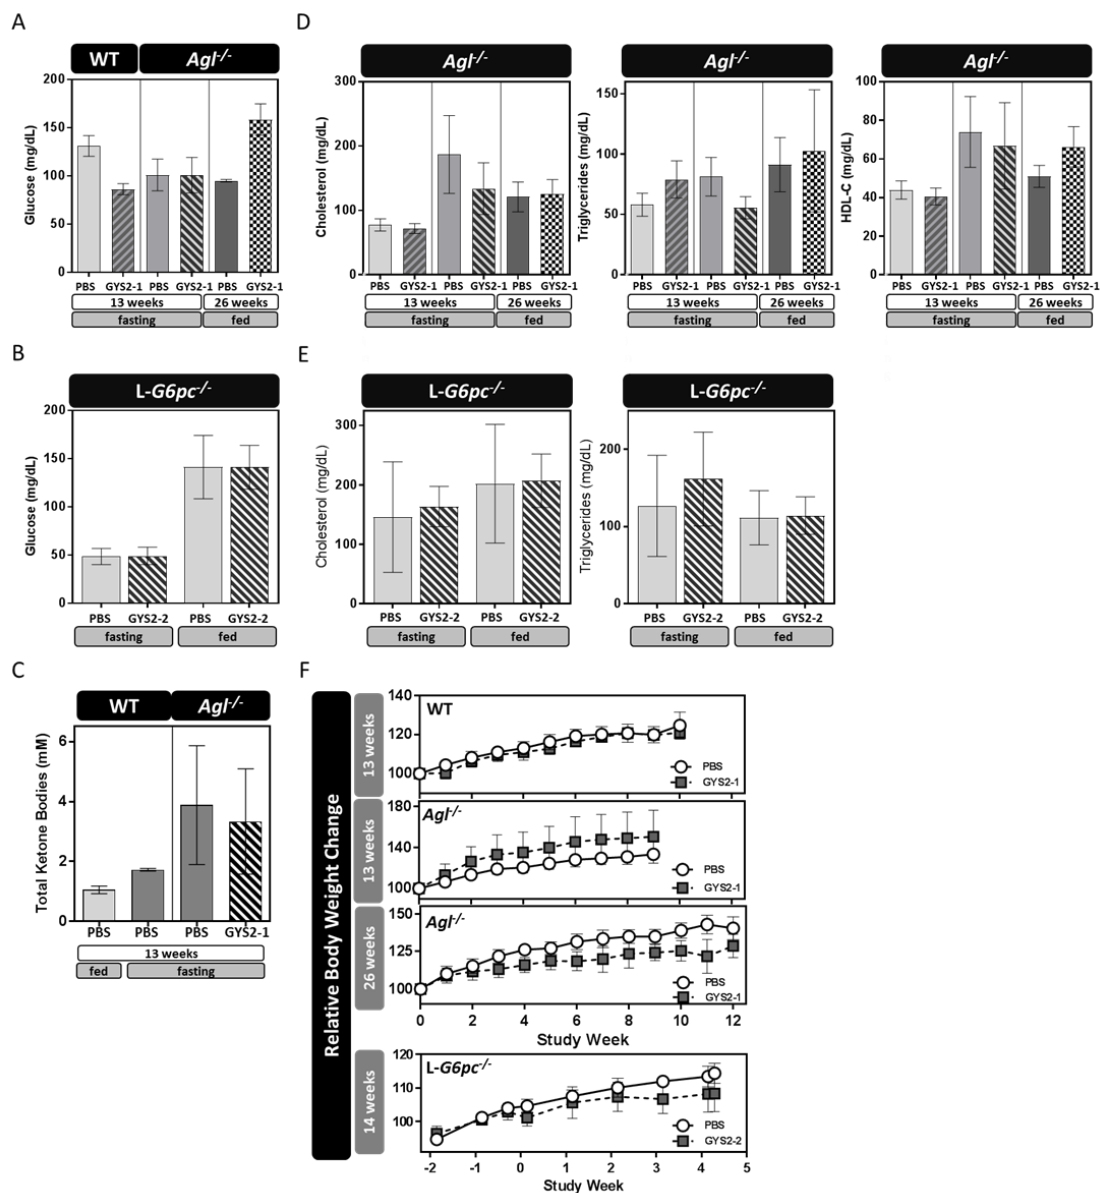 A
WT
Agl-/-
Glucose (mg/dL)
200
150
100
50
0
PBS GYS2-1 PBS GYS2-1 PBS GYS2-1
13 weeks
26 weeks
fasting
fed
D
Agl-/-
Cholesterol (mg/dL)
300
200
100
0
PBS GYS2-1 PBS GYS2-1 PBS GYS2-1
13 weeks
26 weeks
fasting
fed
Agl-/-
Triglycerides (mg/dL)
150
100
50
0
PBS GYS2-1 PBS GYS2-1 PBS GYS2-1
13 weeks
26 weeks
fasting
fed
Agl-/-
HDL-C (mg/dL)
100
80
60
40
20
0
PBS GYS2-1 PBS GYS2-1 PBS GYS2-1
13 weeks
26 weeks
fasting
fed
B
L-G6pc-/-
Glucose (mg/dL)
200
150
100
50
0
PBS GYS2-2 PBS GYS2-2
fasting
fed
E
L-G6pc-/-
Cholesterol (mg/dL)
300
200
100
0
PBS GYS2-2 PBS GYS2-2
fasting
fed
L-G6pc-/-
Triglycerides (mg/dL)
200
100
0
PBS GYS2-2 PBS GYS2-2
fasting
fed
C
WT
Agl-/-
Total Ketone Bodies (mM)
6
4
2
0
PBS PBS PBS GYS2-1
13 weeks
fed
fasting
F
Relative Body Weight Change
13 weeks
WT
140
120
100
PBS
GYS2-1
0 2 4 6 8 10 12
13 weeks
Agl-/-
180
140
100
PBS
GYS2-1
26 weeks
Agl-/-
150
125
100
PBS
GYS2-1
0 2 4 6 8 10 12
Study Week
14 weeks
L-G6pc-/-
120
110
100
PBS
GYS2-2
-2 -1 0 1 2 3 4 5
Study Week